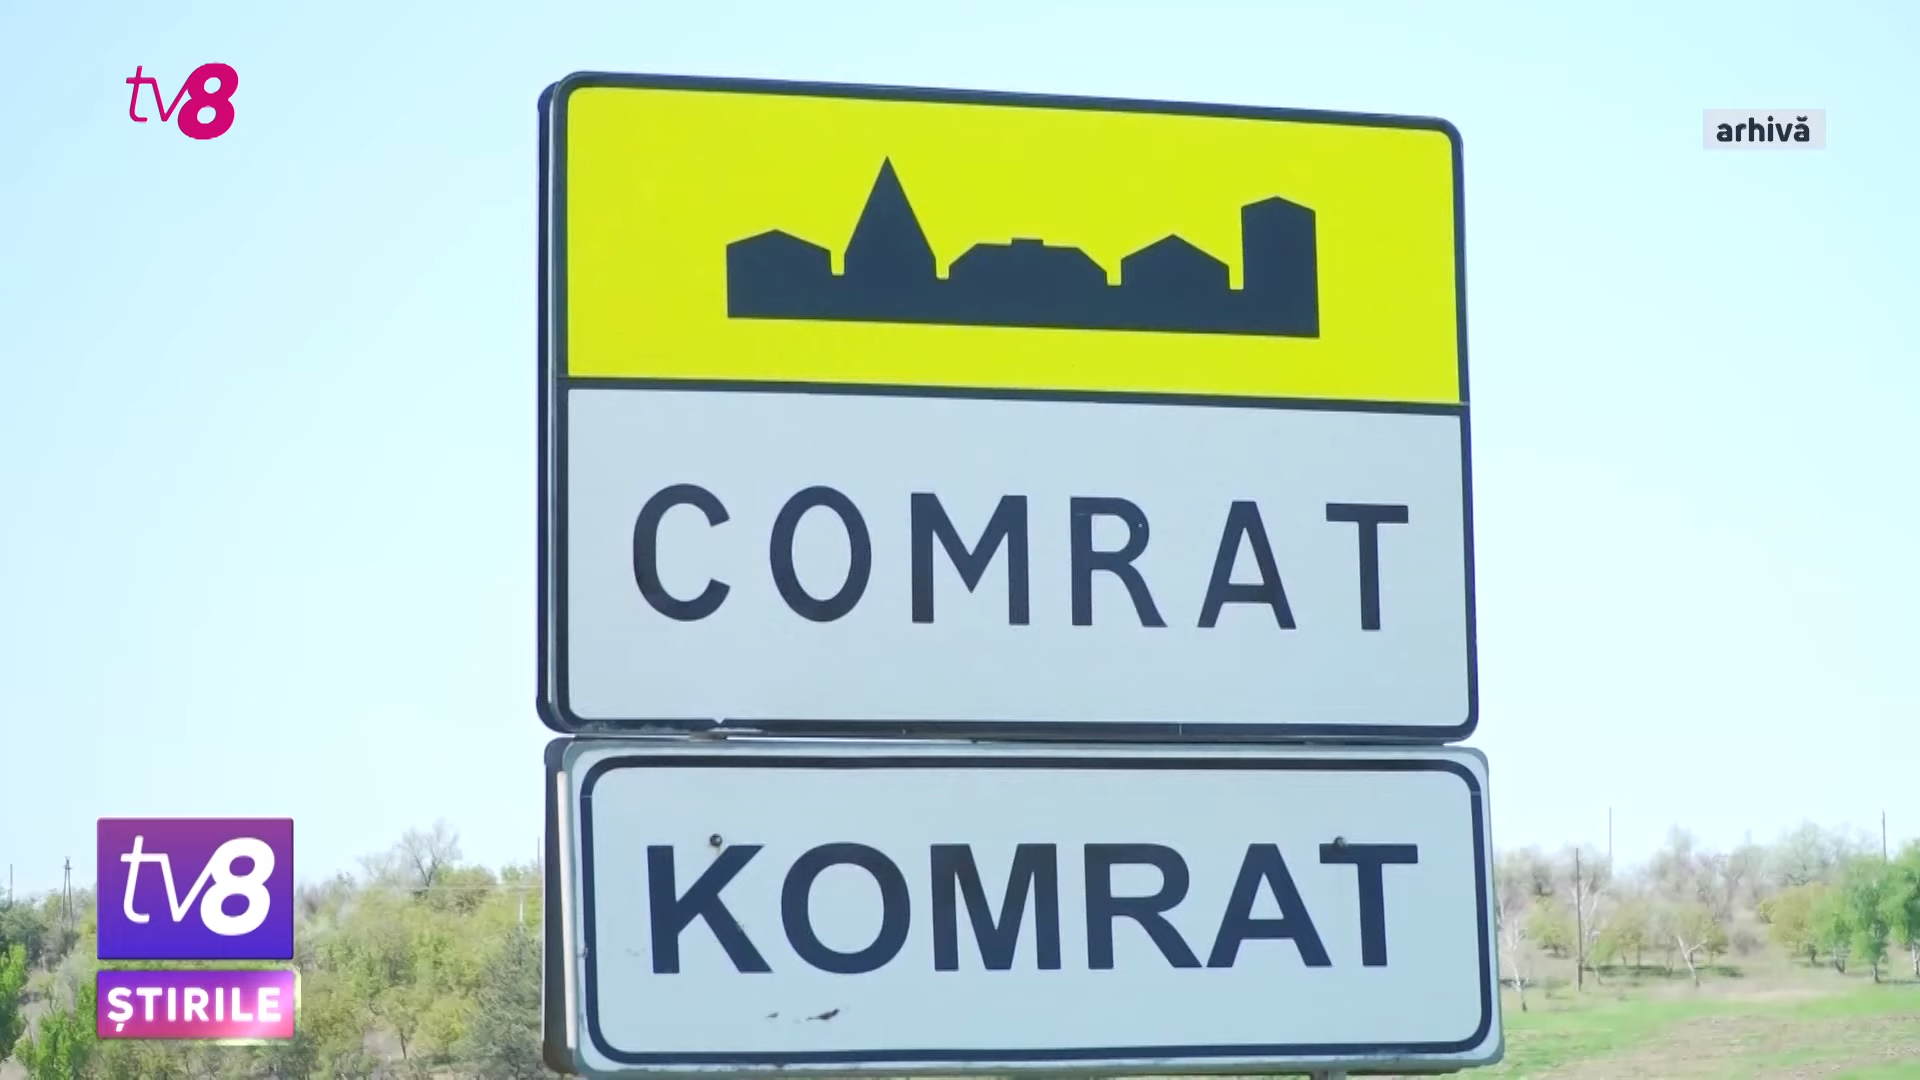 tv8
arhivă
COMRAT
KOMRAT
tv8
ȘTIRILE